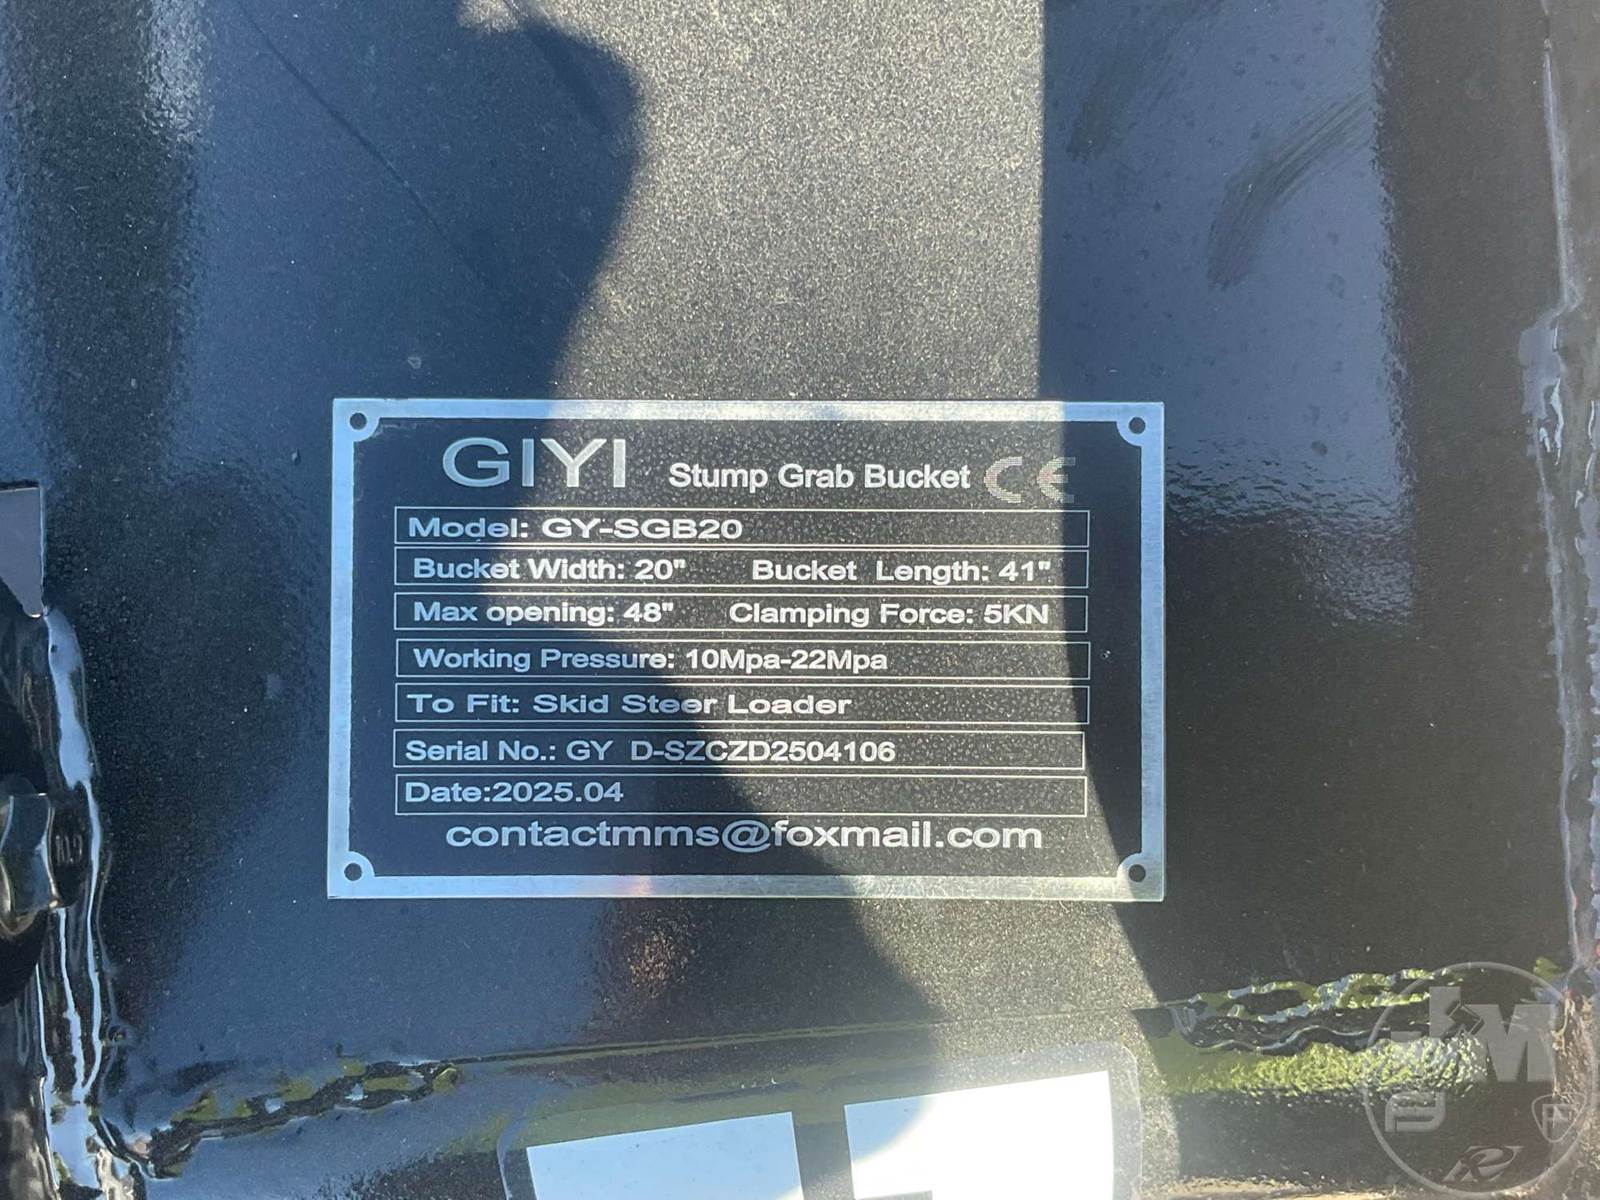 GIYI Stump Grab Bucket CE
Model: GY-SGB20
Bucket Width: 20" Bucket Length: 41"
Max opening: 48" Clamping Force: 5KN
Working Pressure: 10Mpa-22Mpa
To Fit: Skid Steer Loader
Serial No.: GY D-SZCZD2504106
Date:2025.04
contactmms@foxmail.com
JM